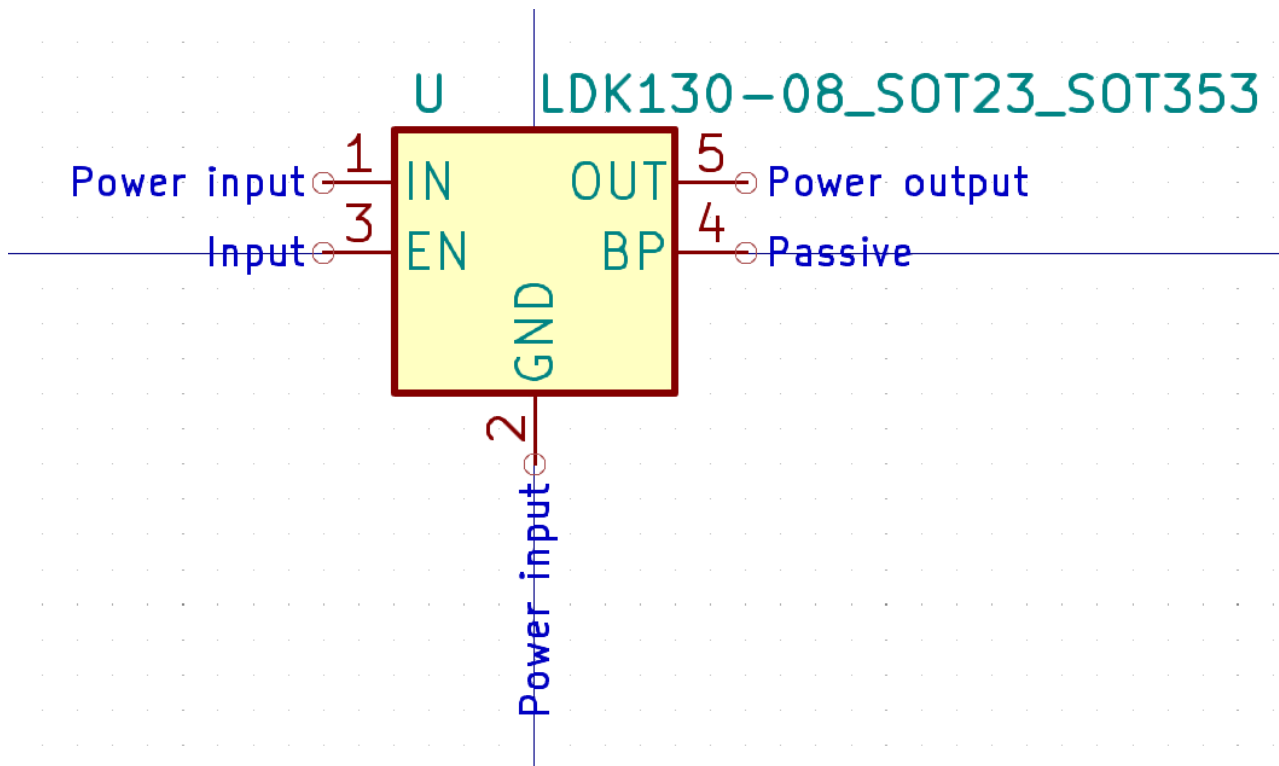 U LDK130-08_SOT23_SOT353
Power input 1 IN OUT 5 Power output
Input 3 EN BP 4 Passive
GND
2
Power input